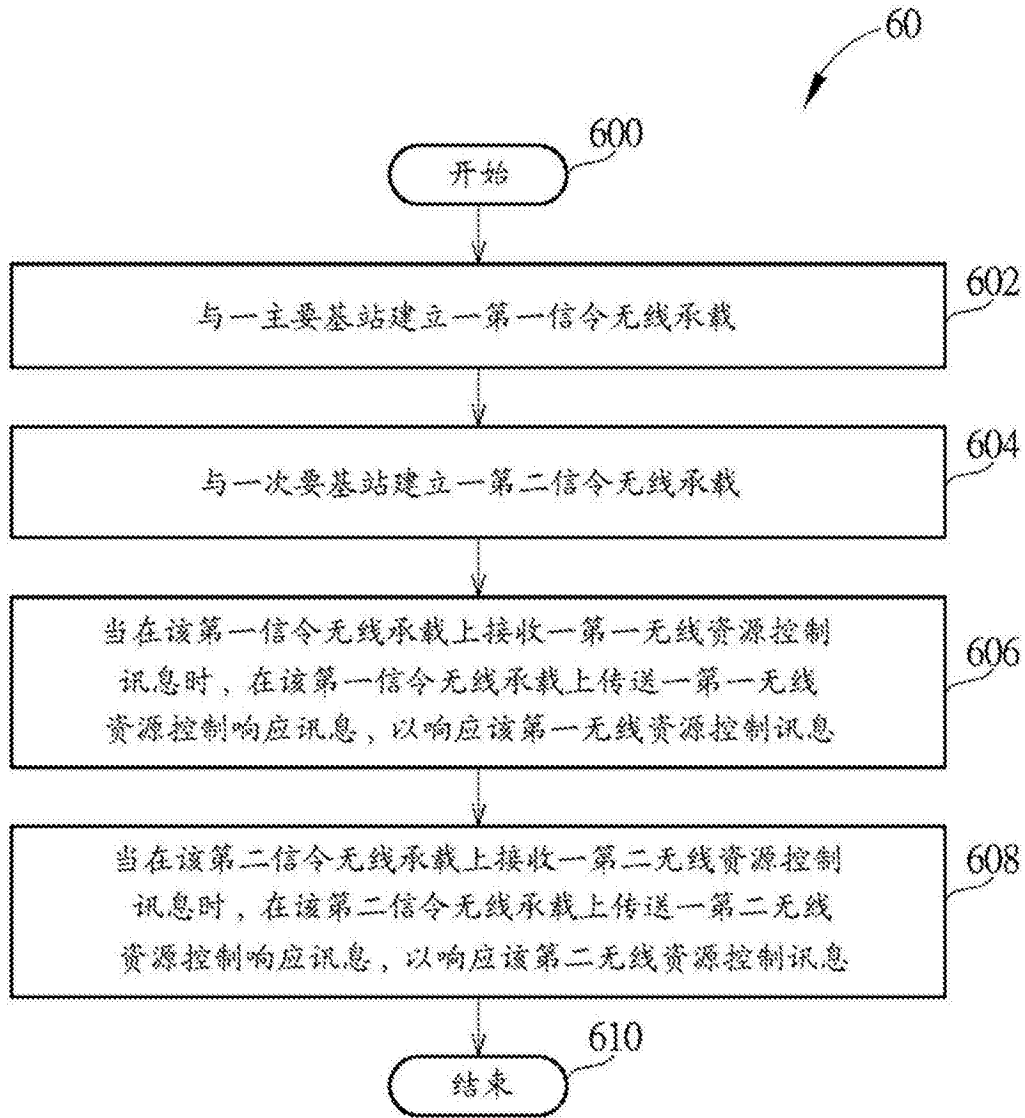 60
600
开始
602
与一主要基站建立一第一信令无线承载
604
与一次要基站建立一第二信令无线承载
606
当在该第一信令无线承载上接收一第一无线资源控制
讯息时，在该第一信令无线承载上传送一第一无线
资源控制响应讯息，以响应该第一无线资源控制讯息
608
当在该第二信令无线承载上接收一第二无线资源控制
讯息时，在该第二信令无线承载上传送一第二无线
资源控制响应讯息，以响应该第二无线资源控制讯息
610
结束